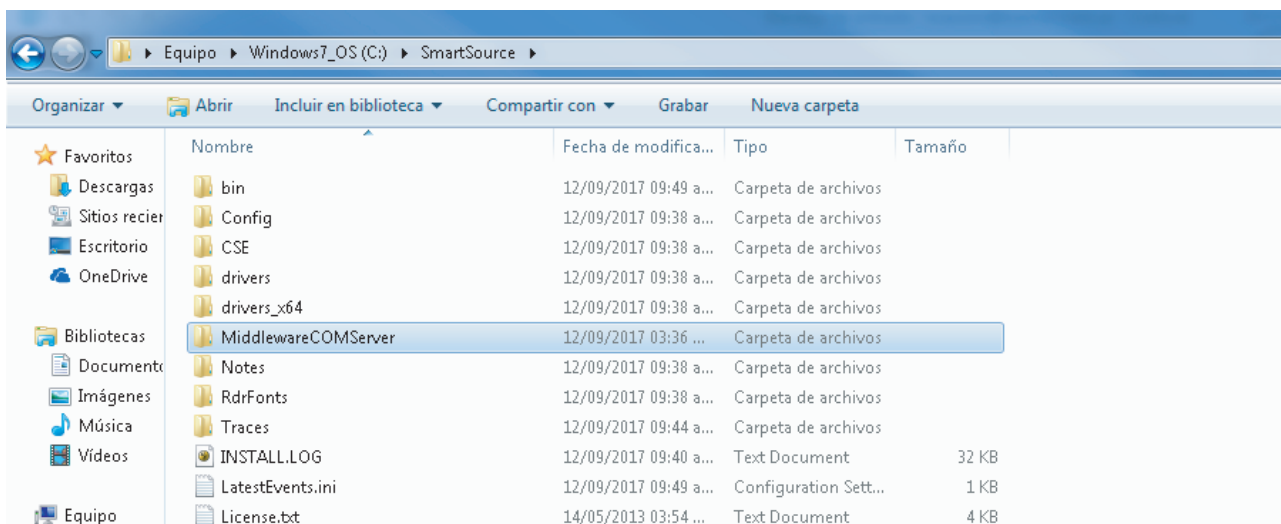 Equipo Windows7_OS (C:) SmartSource
Organizar Abrir Incluir en biblioteca Compartir con Grabar Nueva carpeta
Nombre Fecha de modifica... Tipo Tamaño
Favoritos
Descargas
Sitios recier
Escritorio
OneDrive
Bibliotecas
Documento
Imágenes
Música
Vídeos
Equipo
bin 12/09/2017 09:49 a... Carpeta de archivos
Config 12/09/2017 09:38 a... Carpeta de archivos
CSE 12/09/2017 09:38 a... Carpeta de archivos
drivers 12/09/2017 09:38 a... Carpeta de archivos
drivers_x64 12/09/2017 09:38 a... Carpeta de archivos
MiddlewareCOMServer 12/09/2017 03:36 ... Carpeta de archivos
Notes 12/09/2017 09:38 a... Carpeta de archivos
RdrFonts 12/09/2017 09:38 a... Carpeta de archivos
Traces 12/09/2017 09:44 a... Carpeta de archivos
INSTALL.LOG 12/09/2017 09:40 a... Text Document 32 KB
LatestEvents.ini 12/09/2017 09:49 a... Configuration Sett... 1 KB
License.txt 14/05/2013 03:54 ... Text Document 4 KB